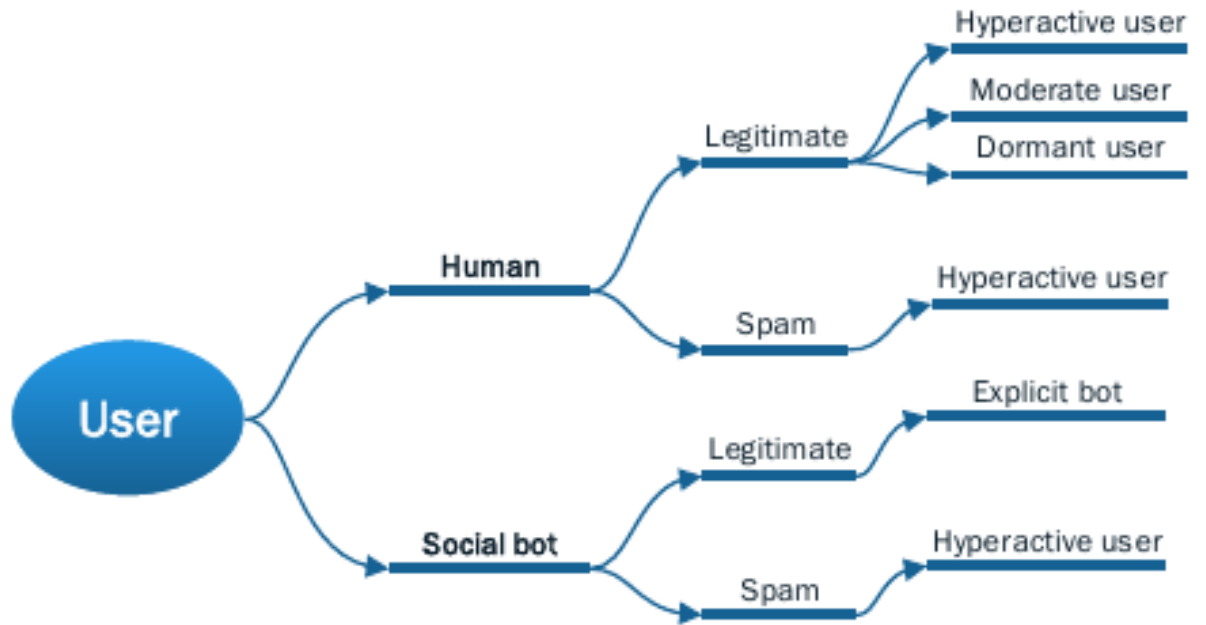 Hyperactive user
Moderate user
Legitimate
Dormant user
Human
Hyperactive user
Spam
User
Explicit bot
Legitimate
Social bot
Hyperactive user
Spam